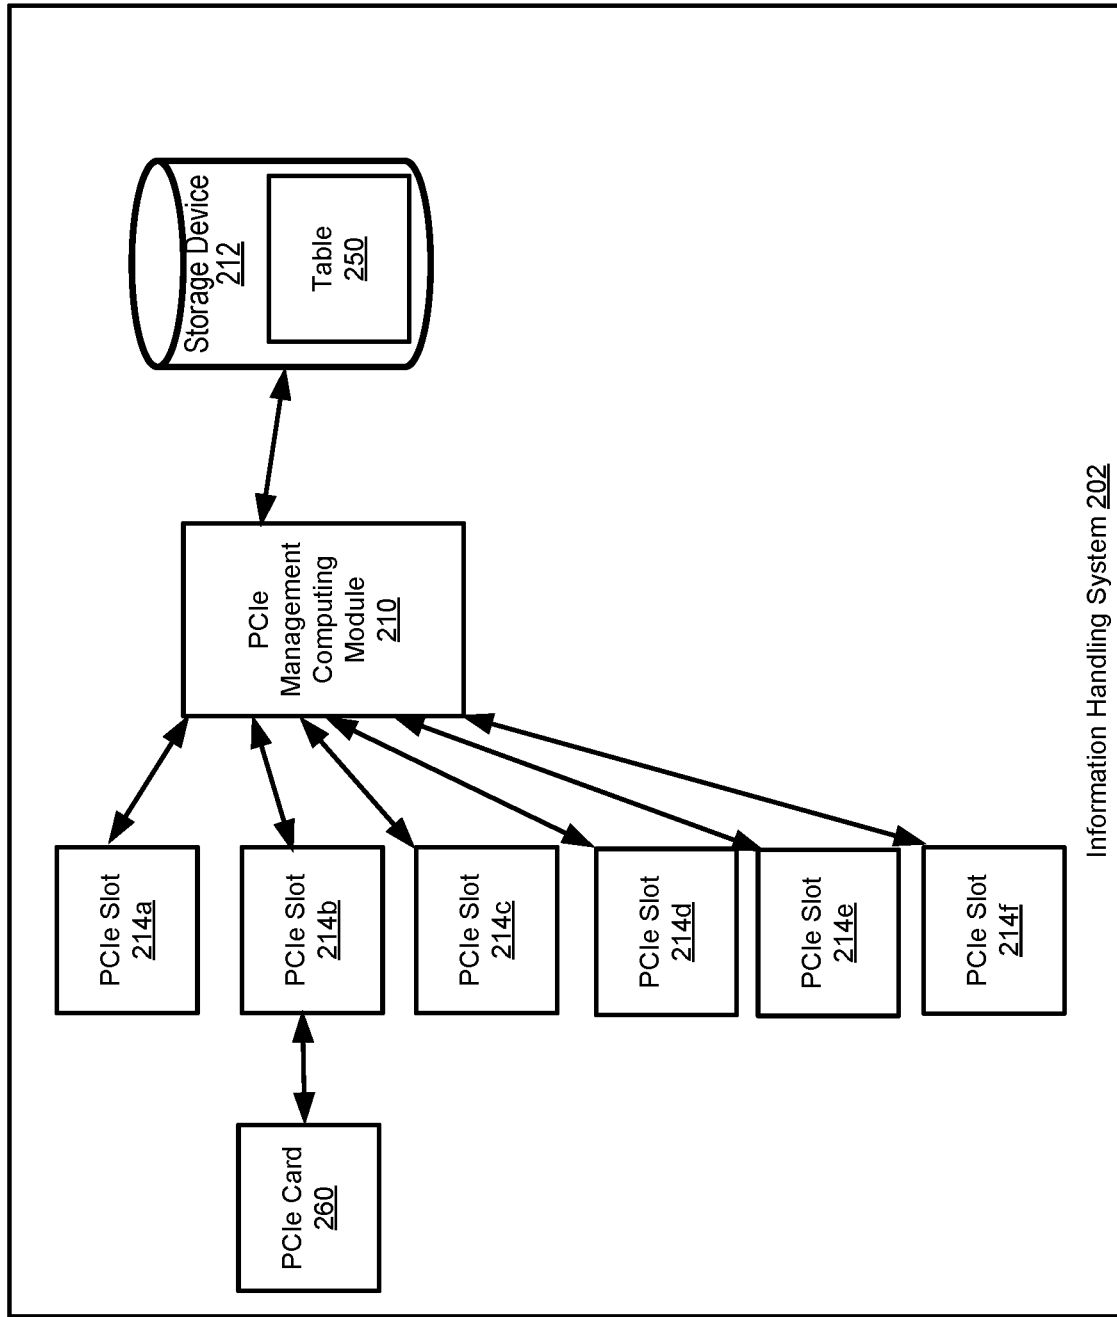 Storage Device
212
Table
250
PCIe
Management
Computing
Module
210
PCIe Slot
214a
PCIe Slot
214b
PCIe Slot
214c
PCIe Slot
214d
PCIe Slot
214e
PCIe Slot
214f
PCIe Card
260
Information Handling System 202